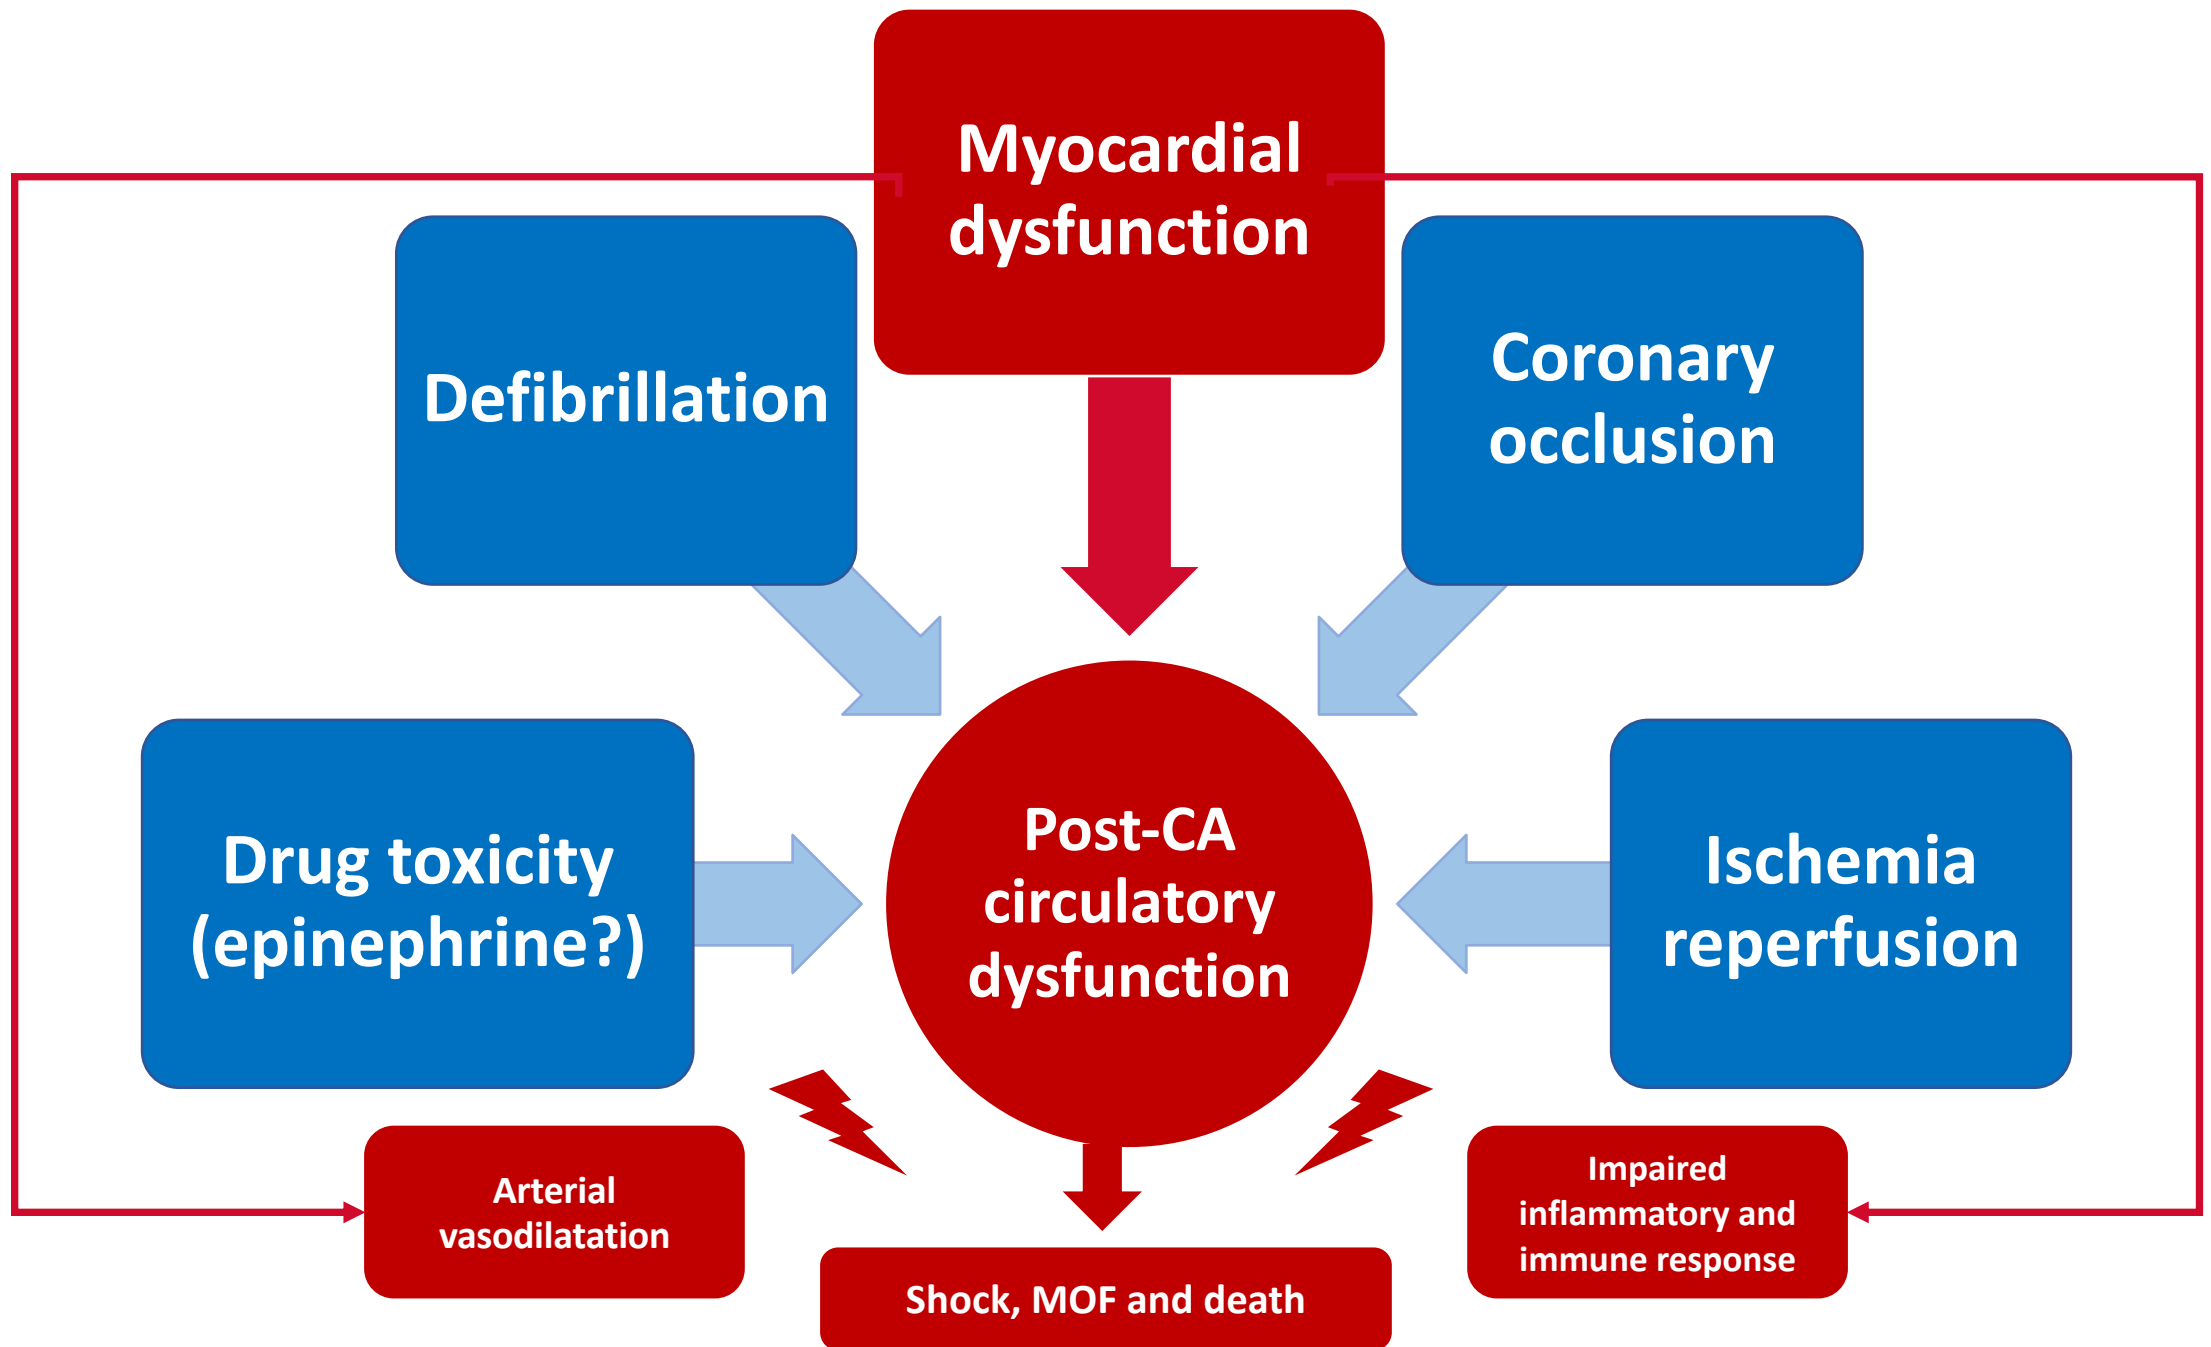 Myocardial
dysfunction
Defibrillation
Coronary
occlusion
Drug toxicity
(epinephrine?)
Post-CA
circulatory
dysfunction
Ischemia
reperfusion
Arterial
vasodilatation
Impaired
inflammatory and
immune response
Shock, MOF and death